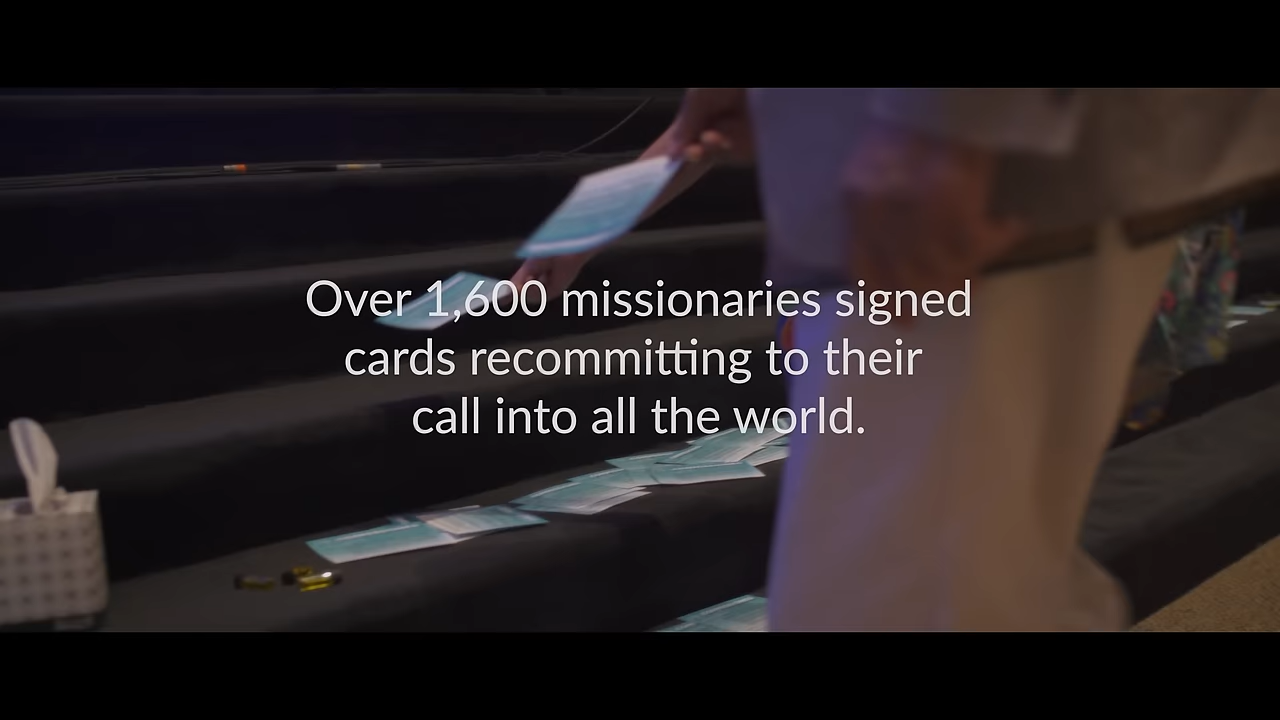 Over 1,600 missionaries signed
cards recommitting to their
call into all the world.